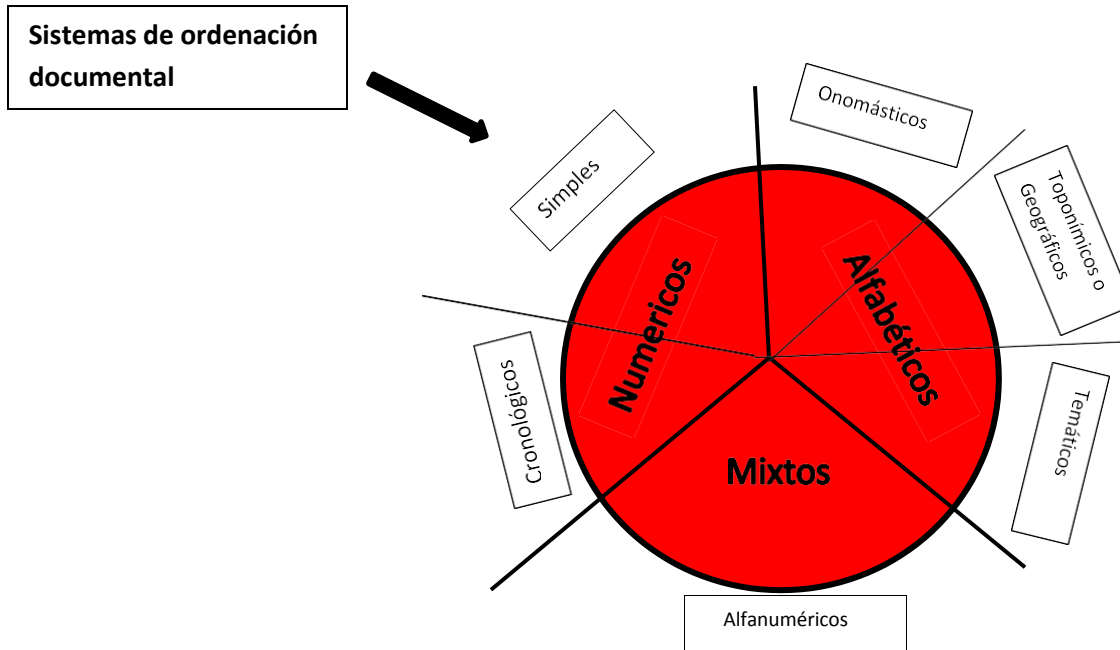 Sistemas de ordenación
documental
Simples
Onomásticos
Toponímicos o
Geográficos
Numericos
Alfabéticos
Cronológicos
Temáticos
Mixtos
Alfanuméricos